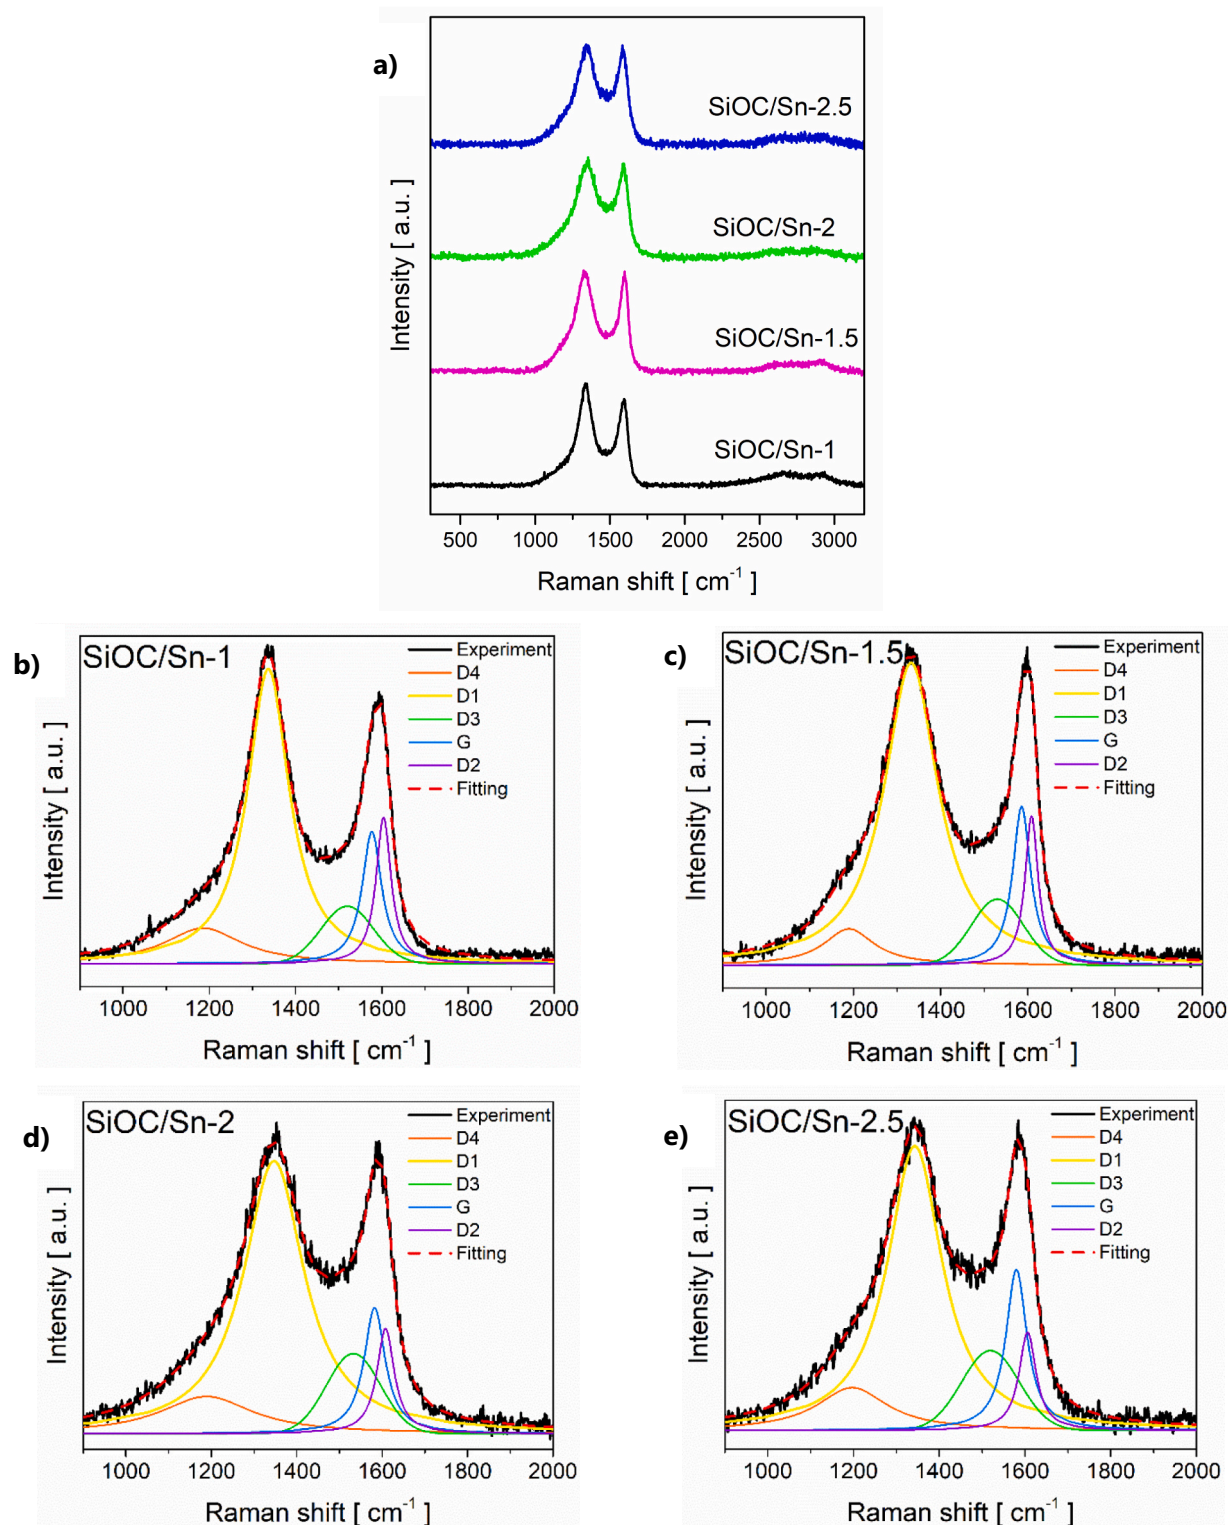 a)
SiOC/Sn-2.5
SiOC/Sn-2
SiOC/Sn-1.5
SiOC/Sn-1
Intensity [ a.u. ]
500 1000 1500 2000 2500 3000
Raman shift [ cm⁻¹ ]
b)
SiOC/Sn-1
Experiment
D4
D1
D3
G
D2
Fitting
Intensity [ a.u. ]
1000 1200 1400 1600 1800 2000
Raman shift [ cm⁻¹ ]
c)
SiOC/Sn-1.5
Experiment
D4
D1
D3
G
D2
Fitting
Intensity [ a.u. ]
1000 1200 1400 1600 1800 2000
Raman shift [ cm⁻¹ ]
d)
SiOC/Sn-2
Experiment
D4
D1
D3
G
D2
Fitting
Intensity [ a.u. ]
1000 1200 1400 1600 1800 2000
Raman shift [ cm⁻¹ ]
e)
SiOC/Sn-2.5
Experiment
D4
D1
D3
G
D2
Fitting
Intensity [ a.u. ]
1000 1200 1400 1600 1800 2000
Raman shift [ cm⁻¹ ]